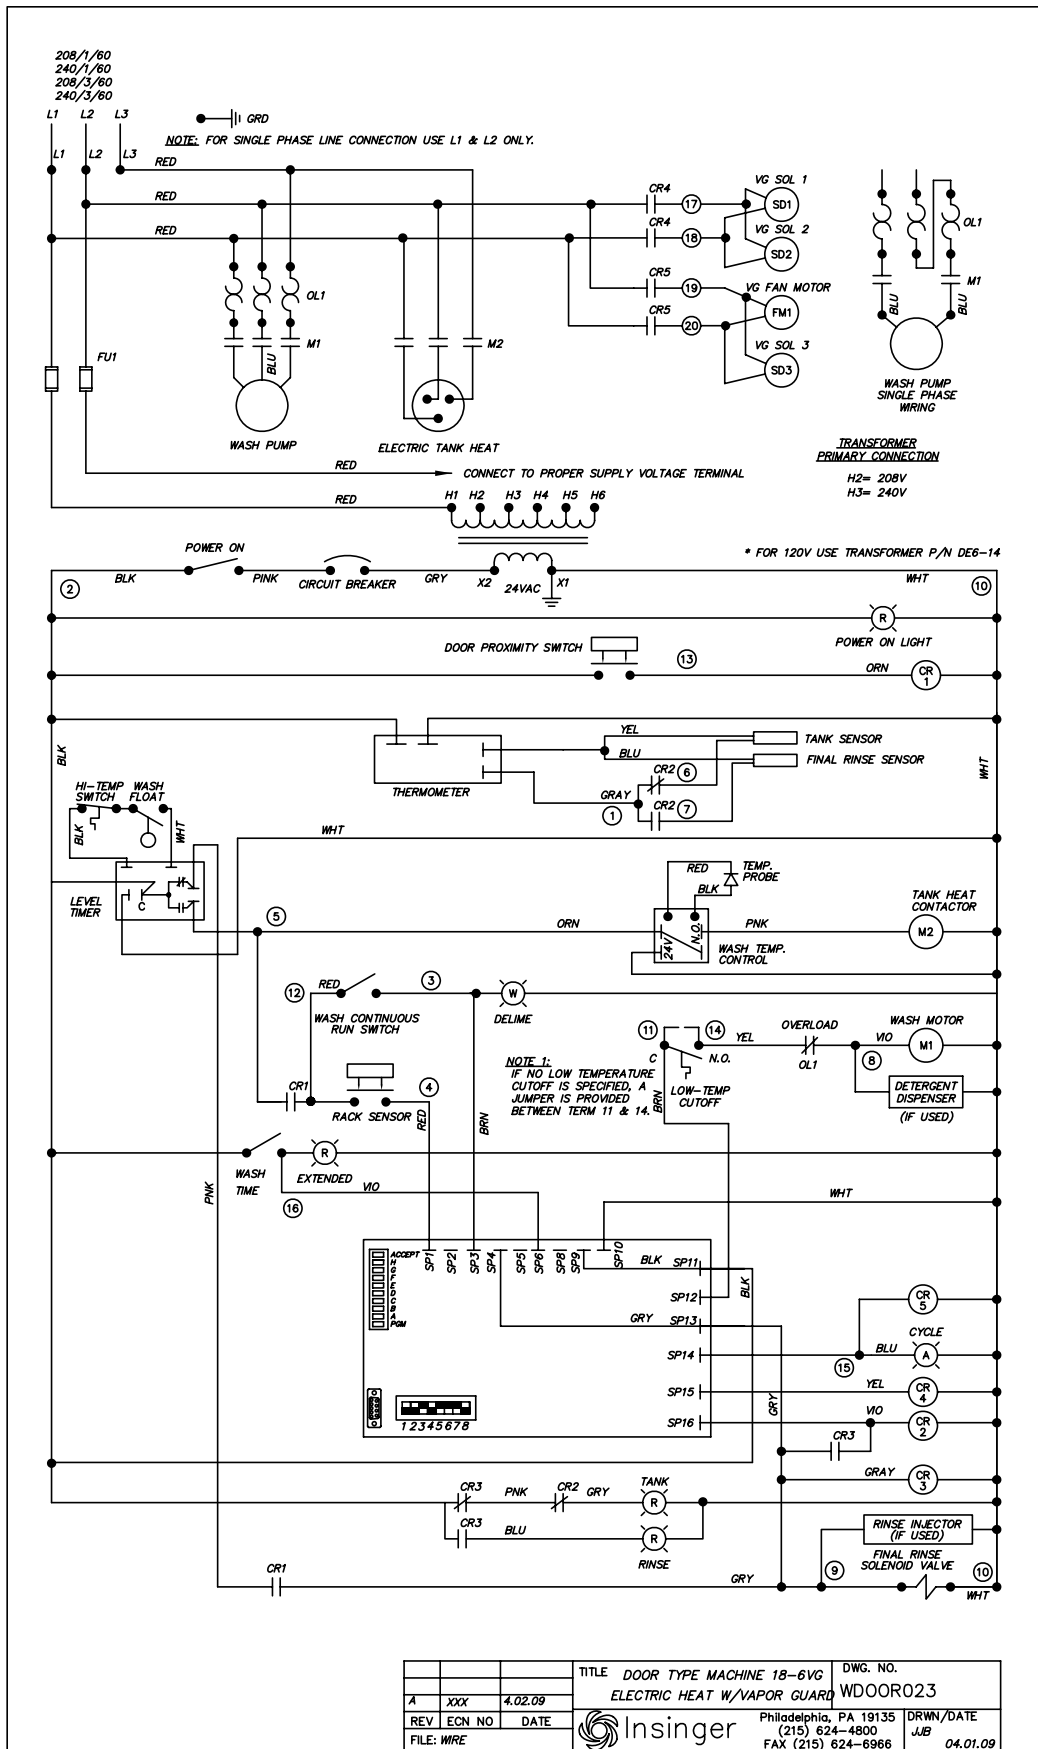 208/1/60
240/1/60
208/3/60
240/3/60
L1 L2 L3
GRD
NOTE: FOR SINGLE PHASE LINE CONNECTION USE L1 & L2 ONLY.
L1 L2 L3
RED
RED
RED
CR4 17 VG SOL 1 SD1
CR4 18 VG SOL 2 SD2
CR5 19 VG FAN MOTOR FM1
CR5 20 VG SOL 3 SD3
OL1
M1
BLU
M2
FU1
WASH PUMP
ELECTRIC TANK HEAT
OL1
M1
BLU BLU
WASH PUMP
SINGLE PHASE
WIRING
TRANSFORMER
PRIMARY CONNECTION
H2= 208V
H3= 240V
RED CONNECT TO PROPER SUPPLY VOLTAGE TERMINAL
RED H1 H2 H3 H4 H5 H6
* FOR 120V USE TRANSFORMER P/N DE6-14
POWER ON
2 BLK PINK CIRCUIT BREAKER GRY X2 24VAC X1 WHT 10
R
POWER ON LIGHT
DOOR PROXIMITY SWITCH 13 ORN CR 1
BLK
WHT
THERMOMETER
YEL TANK SENSOR
BLU FINAL RINSE SENSOR
CR2 6
GRAY 1 CR2 7
HI-TEMP SWITCH
WASH FLOAT
BLK WHT
WHT
LEVEL
TIMER
C
5 ORN
RED TEMP.
PROBE
BLK
24V N.O.
WASH TEMP.
CONTROL
PNK
TANK HEAT
CONTACTOR
M2
12 RED 3 W
WASH CONTINUOUS
RUN SWITCH
DELIME
CR1
RACK SENSOR
4 RED
BRN
NOTE 1:
IF NO LOW TEMPERATURE
CUTOFF IS SPECIFIED, A
JUMPER IS PROVIDED
BETWEEN TERM 11 & 14.
11 14
C N.O.
LOW-TEMP
CUTOFF
BRN
YEL
OVERLOAD
OL1
VIO
8
WASH MOTOR
M1
DETERGENT
DISPENSER
(IF USED)
WASH
TIME
R
EXTENDED
16 VIO
PNK
WHT
ACCEPT
H
G
F
E
D
C
B
A
PGM
SP1 SP2 SP3 SP4 SP5 SP6 SP8 SP9 SP10
BLK SP11
BLK
SP12
GRY SP13
SP14
SP15
SP16
12345678
CR 5
CYCLE
15 BLU A
YEL CR 4
VIO CR 2
GRY
CR3
GRAY CR 3
CR3 PNK CR2 GRY TANK R
CR3 BLU R
RINSE
RINSE INJECTOR
(IF USED)
FINAL RINSE
SOLENOID VALVE
CR1 GRY 9 10
WHT
A XXX 4.02.09
REV ECN NO DATE
FILE: WIRE
TITLE DOOR TYPE MACHINE 18-6VG
ELECTRIC HEAT W/VAPOR GUARD
DWG. NO.
WDOOR023
Insinger
Philadelphia, PA 19135
(215) 624-4800
FAX (215) 624-6966
DRWN/DATE
JJB
04.01.09